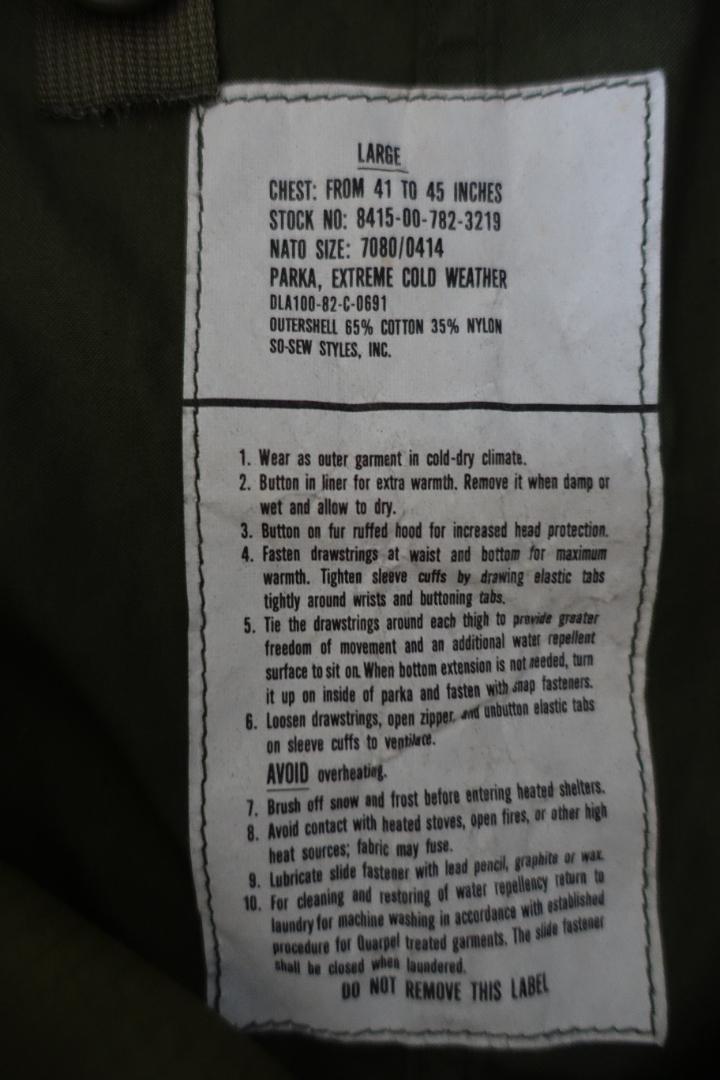 LARGE
CHEST: FROM 41 TO 45 INCHES
STOCK NO: 8415-00-782-3219
NATO SIZE: 7080/0414
PARKA, EXTREME COLD WEATHER
DLA100-82-C-0691
OUTERSHELL 65% COTTON 35% NYLON
SO-SEW STYLES, INC.
1. Wear as outer garment in cold-dry climate.
2. Button in liner for extra warmth. Remove it when damp or
wet and allow to dry.
3. Button on fur ruffed hood for increased head protection.
4. Fasten drawstrings at waist and bottom for maximum
warmth. Tighten sleeve cuffs by drawing elastic tabs
tightly around wrists and buttoning tabs.
5. Tie the drawstrings around each thigh to provide greater
freedom of movement and an additional water repellent
surface to sit on. When bottom extension is not needed, turn
it up on inside of parka and fasten with snap fasteners.
6. Loosen drawstrings, open zipper, and unbutton elastic tabs
on sleeve cuffs to ventilate.
AVOID overheating.
7. Brush off snow and frost before entering heated shelters.
8. Avoid contact with heated stoves, open fires, or other high
heat sources; fabric may fuse.
9. Lubricate slide fastener with lead pencil, graphite or wax.
10. For cleaning and restoring of water repellency return to
laundry for machine washing in accordance with established
procedure for Quarpel treated garments. The slide fastener
shall be closed when laundered.
DO NOT REMOVE THIS LABEL